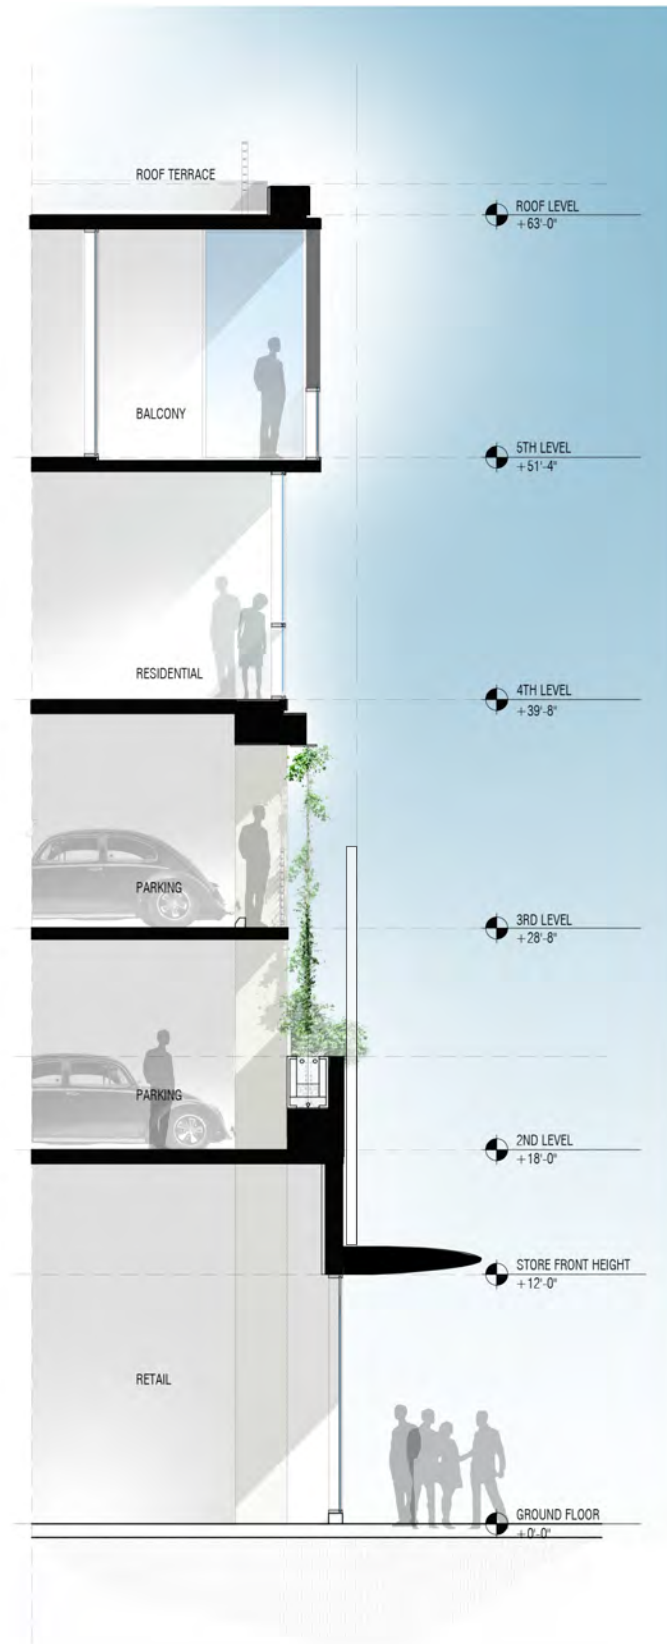 ROOF TERRACE
ROOF LEVEL
+63'-0"
BALCONY
5TH LEVEL
+51'-4"
RESIDENTIAL
4TH LEVEL
+39'-8"
PARKING
3RD LEVEL
+28'-8"
PARKING
2ND LEVEL
+18'-0"
STORE FRONT HEIGHT
+12'-0"
RETAIL
GROUND FLOOR
+0'-0"